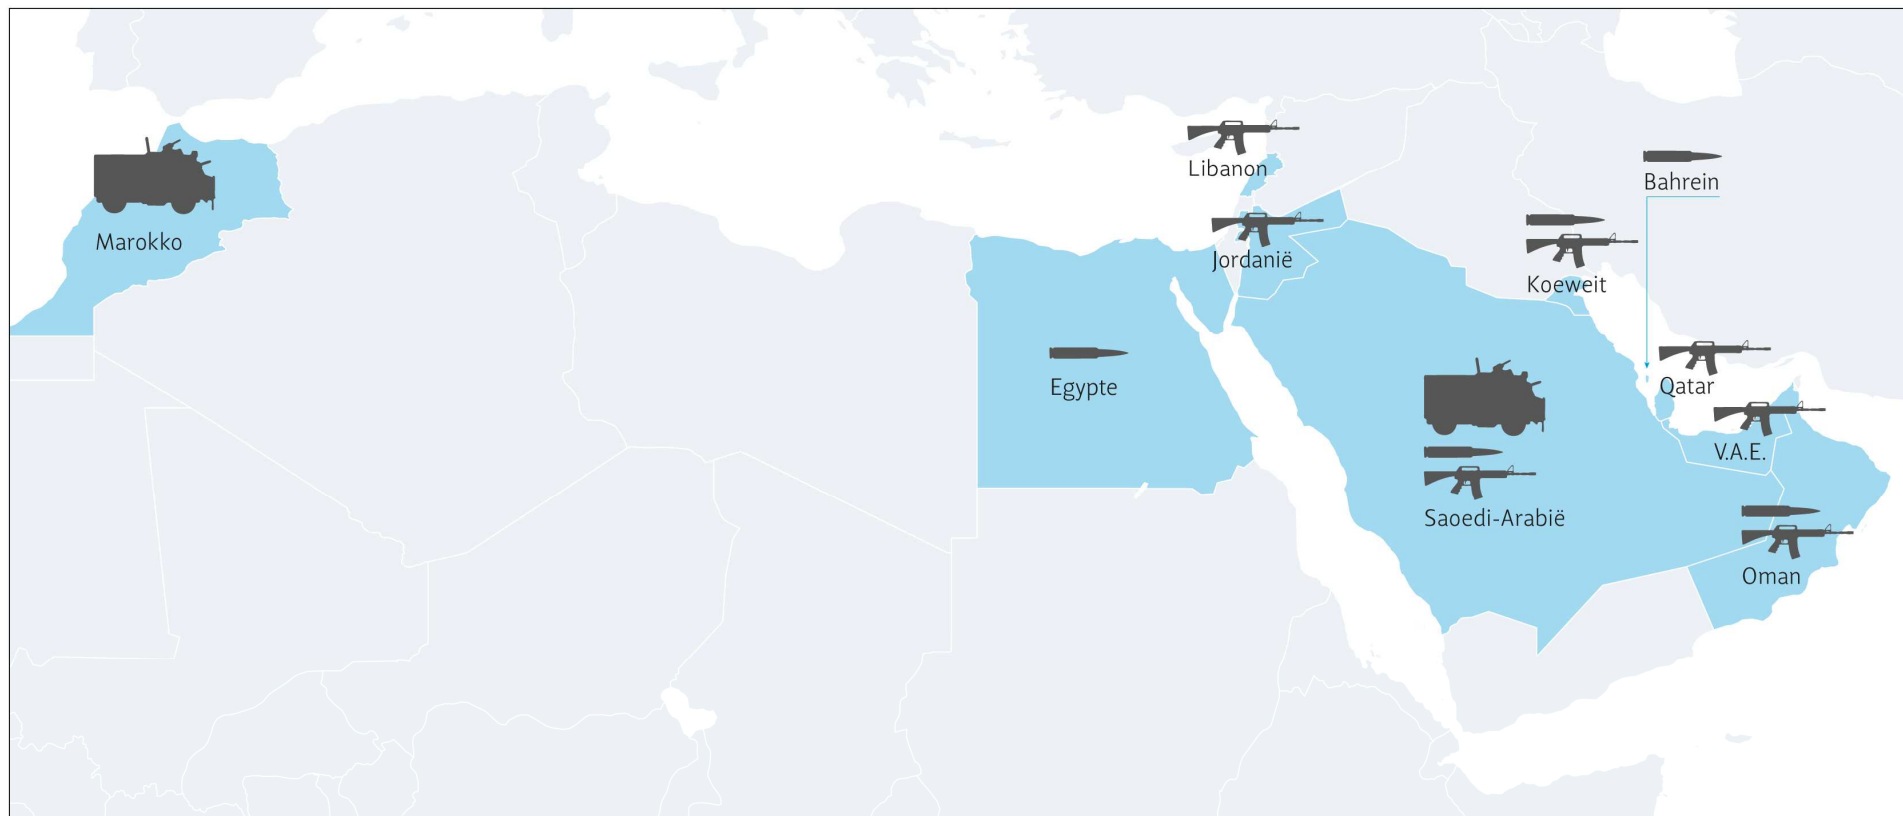 Libanon
Bahrein
Marokko
Jordanië
Koeweit
Egypte
Qatar
V.A.E.
Saoedi-Arabië
Oman